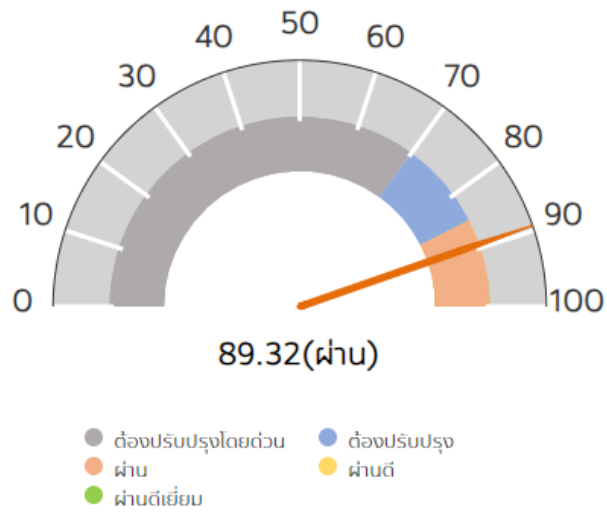 50
40
60
30
70
20
80
10
90
0
100
89.32(ผ่าน)
ต้องปรับปรุงโดยด่วน
ต้องปรับปรุง
ผ่าน
ผ่านดี
ผ่านดีเยี่ยม